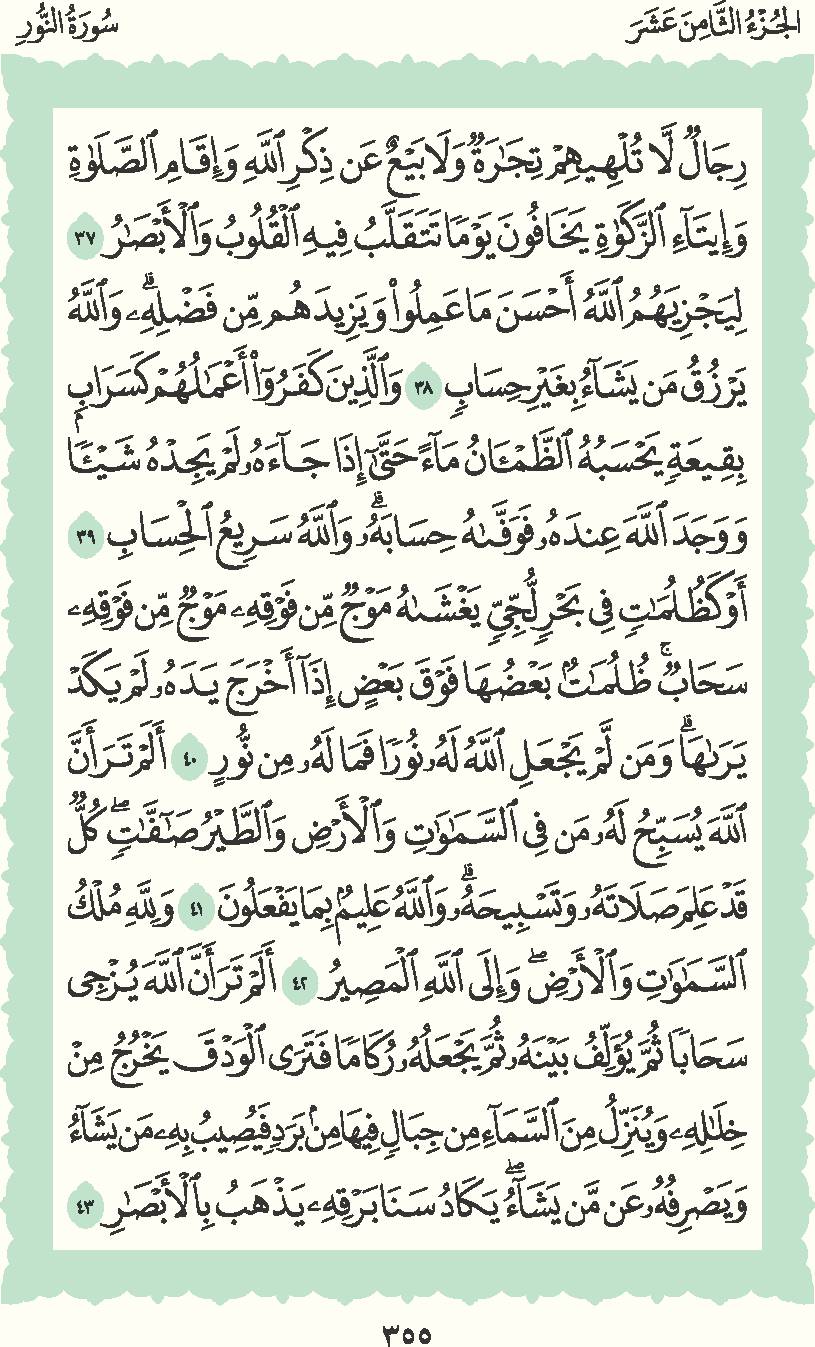 الجُزْءُ الثَّامِنَ عَشَرَ
سُورَةُ النُّورِ
رِجَالٌ لَّا تُلْهِيهِمْ تِجَٰرَةٌ وَلَا بَيْعٌ عَن ذِكْرِ ٱللَّهِ وَإِقَامِ ٱلصَّلَوٰةِ
وَإِيتَآءِ ٱلزَّكَوٰةِ يَخَافُونَ يَوْمًا تَتَقَلَّبُ فِيهِ ٱلْقُلُوبُ وَٱلْأَبْصَٰرُ ٣٧
لِيَجْزِيَهُمُ ٱللَّهُ أَحْسَنَ مَا عَمِلُوا۟ وَيَزِيدَهُم مِّن فَضْلِهِۦ ۗ وَٱللَّهُ
يَرْزُقُ مَن يَشَآءُ بِغَيْرِ حِسَابٍ ٣٨ وَٱلَّذِينَ كَفَرُوٓا۟ أَعْمَٰلُهُمْ كَسَرَابٍۭ
بِقِيعَةٍ يَحْسَبُهُ ٱلظَّمْـَٔانُ مَآءً حَتَّىٰٓ إِذَا جَآءَهُۥ لَمْ يَجِدْهُ شَيْـًٔا
وَوَجَدَ ٱللَّهَ عِندَهُۥ فَوَفَّىٰهُ حِسَابَهُۥ ۗ وَٱللَّهُ سَرِيعُ ٱلْحِسَابِ ٣٩
أَوْ كَظُلُمَٰتٍ فِى بَحْرٍ لُّجِّىٍّ يَغْشَىٰهُ مَوْجٌ مِّن فَوْقِهِۦ مَوْجٌ مِّن فَوْقِهِۦ
سَحَابٌ ۚ ظُلُمَٰتٌۢ بَعْضُهَا فَوْقَ بَعْضٍ إِذَآ أَخْرَجَ يَدَهُۥ لَمْ يَكَدْ
يَرَىٰهَا ۗ وَمَن لَّمْ يَجْعَلِ ٱللَّهُ لَهُۥ نُورًا فَمَا لَهُۥ مِن نُّورٍ ٤٠ أَلَمْ تَرَ أَنَّ
ٱللَّهَ يُسَبِّحُ لَهُۥ مَن فِى ٱلسَّمَٰوَٰتِ وَٱلْأَرْضِ وَٱلطَّيْرُ صَٰٓفَّٰتٍ ۖ كُلٌّ
قَدْ عَلِمَ صَلَاتَهُۥ وَتَسْبِيحَهُۥ ۗ وَٱللَّهُ عَلِيمٌۢ بِمَا يَفْعَلُونَ ٤١ وَلِلَّهِ مُلْكُ
ٱلسَّمَٰوَٰتِ وَٱلْأَرْضِ ۖ وَإِلَى ٱللَّهِ ٱلْمَصِيرُ ٤٢ أَلَمْ تَرَ أَنَّ ٱللَّهَ يُزْجِى
سَحَابًا ثُمَّ يُؤَلِّفُ بَيْنَهُۥ ثُمَّ يَجْعَلُهُۥ رُكَامًا فَتَرَى ٱلْوَدْقَ يَخْرُجُ مِنْ
خِلَٰلِهِۦ وَيُنَزِّلُ مِنَ ٱلسَّمَآءِ مِن جِبَالٍ فِيهَا مِنۢ بَرَدٍ فَيُصِيبُ بِهِۦ مَن يَشَآءُ
وَيَصْرِفُهُۥ عَن مَّن يَشَآءُ ۖ يَكَادُ سَنَا بَرْقِهِۦ يَذْهَبُ بِٱلْأَبْصَٰرِ ٤٣
٣٥٥